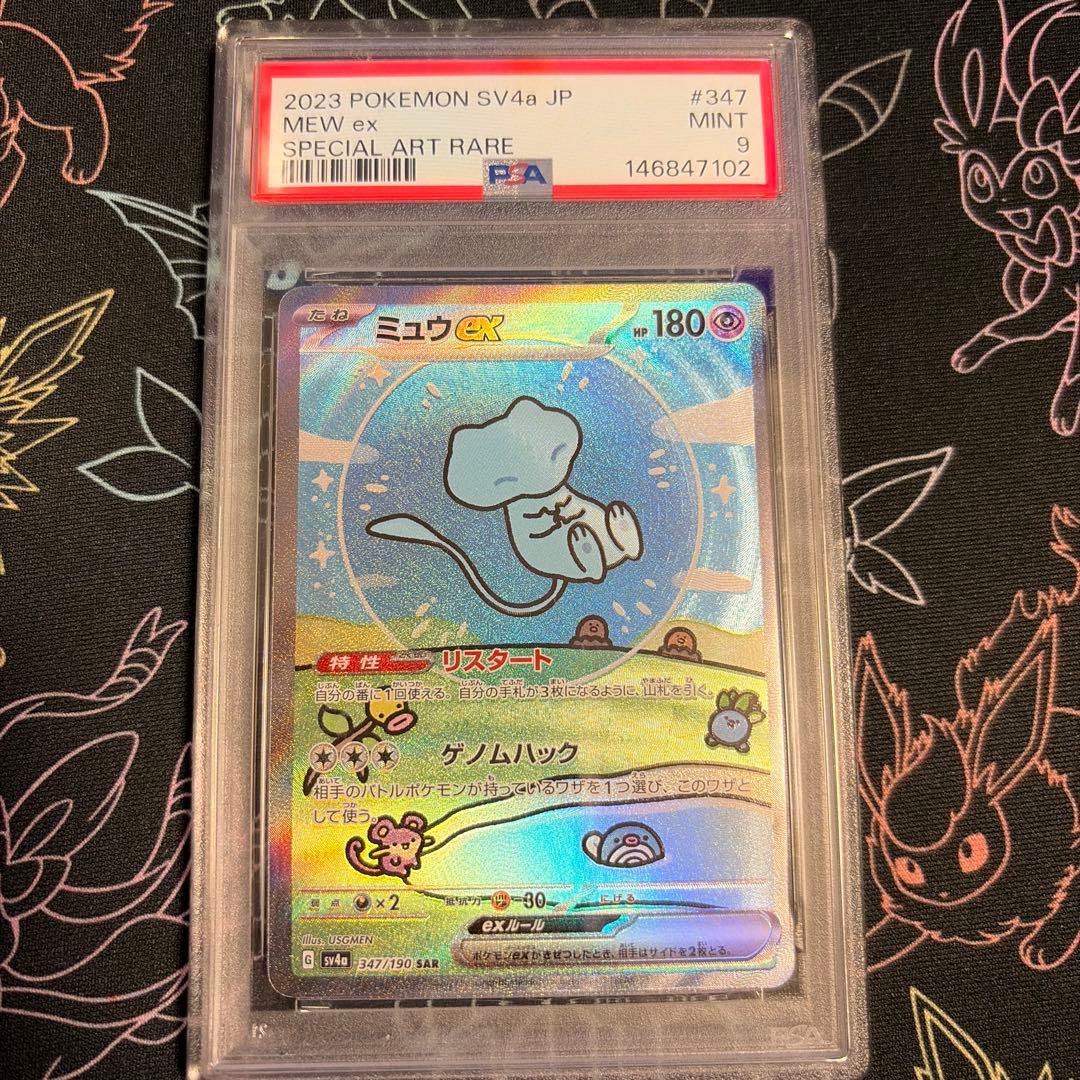 2023 POKEMON SV4a JP #347
MEW ex MINT
SPECIAL ART RARE 9
PSA 146847102
たね ミュウex HP 180
特性 リスタート
自分の番に1回使える。自分の手札が3枚になるように、山札を引く。
ゲノムハック
相手のバトルポケモンが持っているワザを1つ選び、このワザと
して使う。
弱点 ×2 抵抗力 -30 にげる
exルール
ポケモンexがきぜつしたとき、相手はサイドを2枚とる。
Illus. USGMEN
G sv4a 347/190 SAR